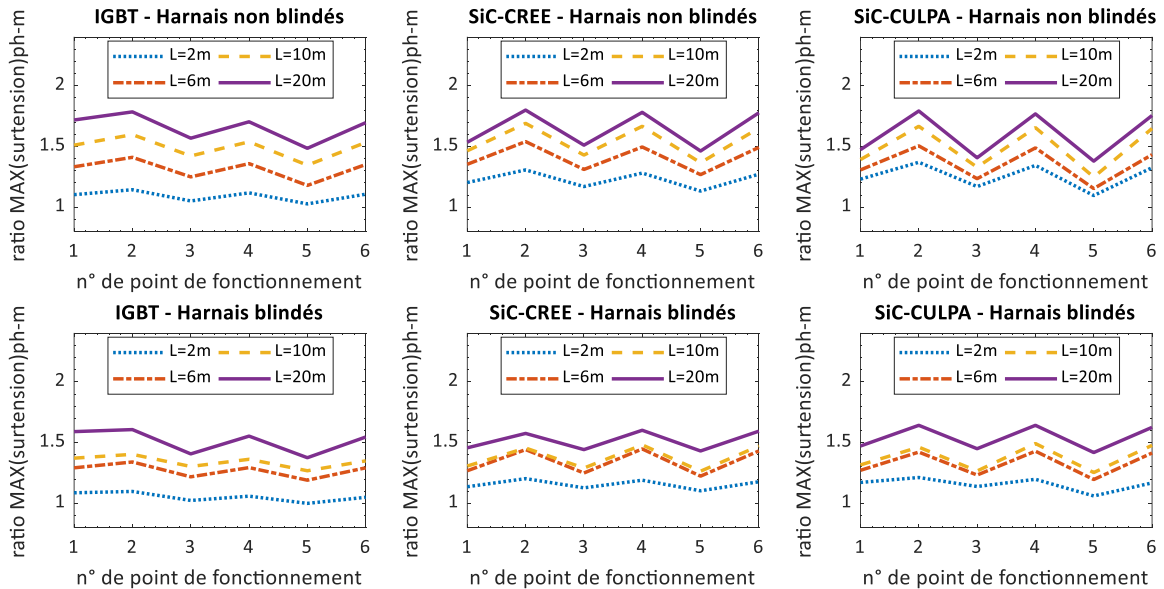 IGBT - Harnais non blindés
ratio MAX(surtension)ph-m
L=2m
L=10m
L=6m
L=20m
2
1.5
1
1 2 3 4 5 6
n° de point de fonctionnement
SiC-CREE - Harnais non blindés
ratio MAX(surtension)ph-m
L=2m
L=10m
L=6m
L=20m
2
1.5
1
1 2 3 4 5 6
n° de point de fonctionnement
SiC-CULPA - Harnais non blindés
ratio MAX(surtension)ph-m
L=2m
L=10m
L=6m
L=20m
2
1.5
1
1 2 3 4 5 6
n° de point de fonctionnement
IGBT - Harnais blindés
ratio MAX(surtension)ph-m
L=2m
L=10m
L=6m
L=20m
2
1.5
1
1 2 3 4 5 6
n° de point de fonctionnement
SiC-CREE - Harnais blindés
ratio MAX(surtension)ph-m
L=2m
L=10m
L=6m
L=20m
2
1.5
1
1 2 3 4 5 6
n° de point de fonctionnement
SiC-CULPA - Harnais blindés
ratio MAX(surtension)ph-m
L=2m
L=10m
L=6m
L=20m
2
1.5
1
1 2 3 4 5 6
n° de point de fonctionnement